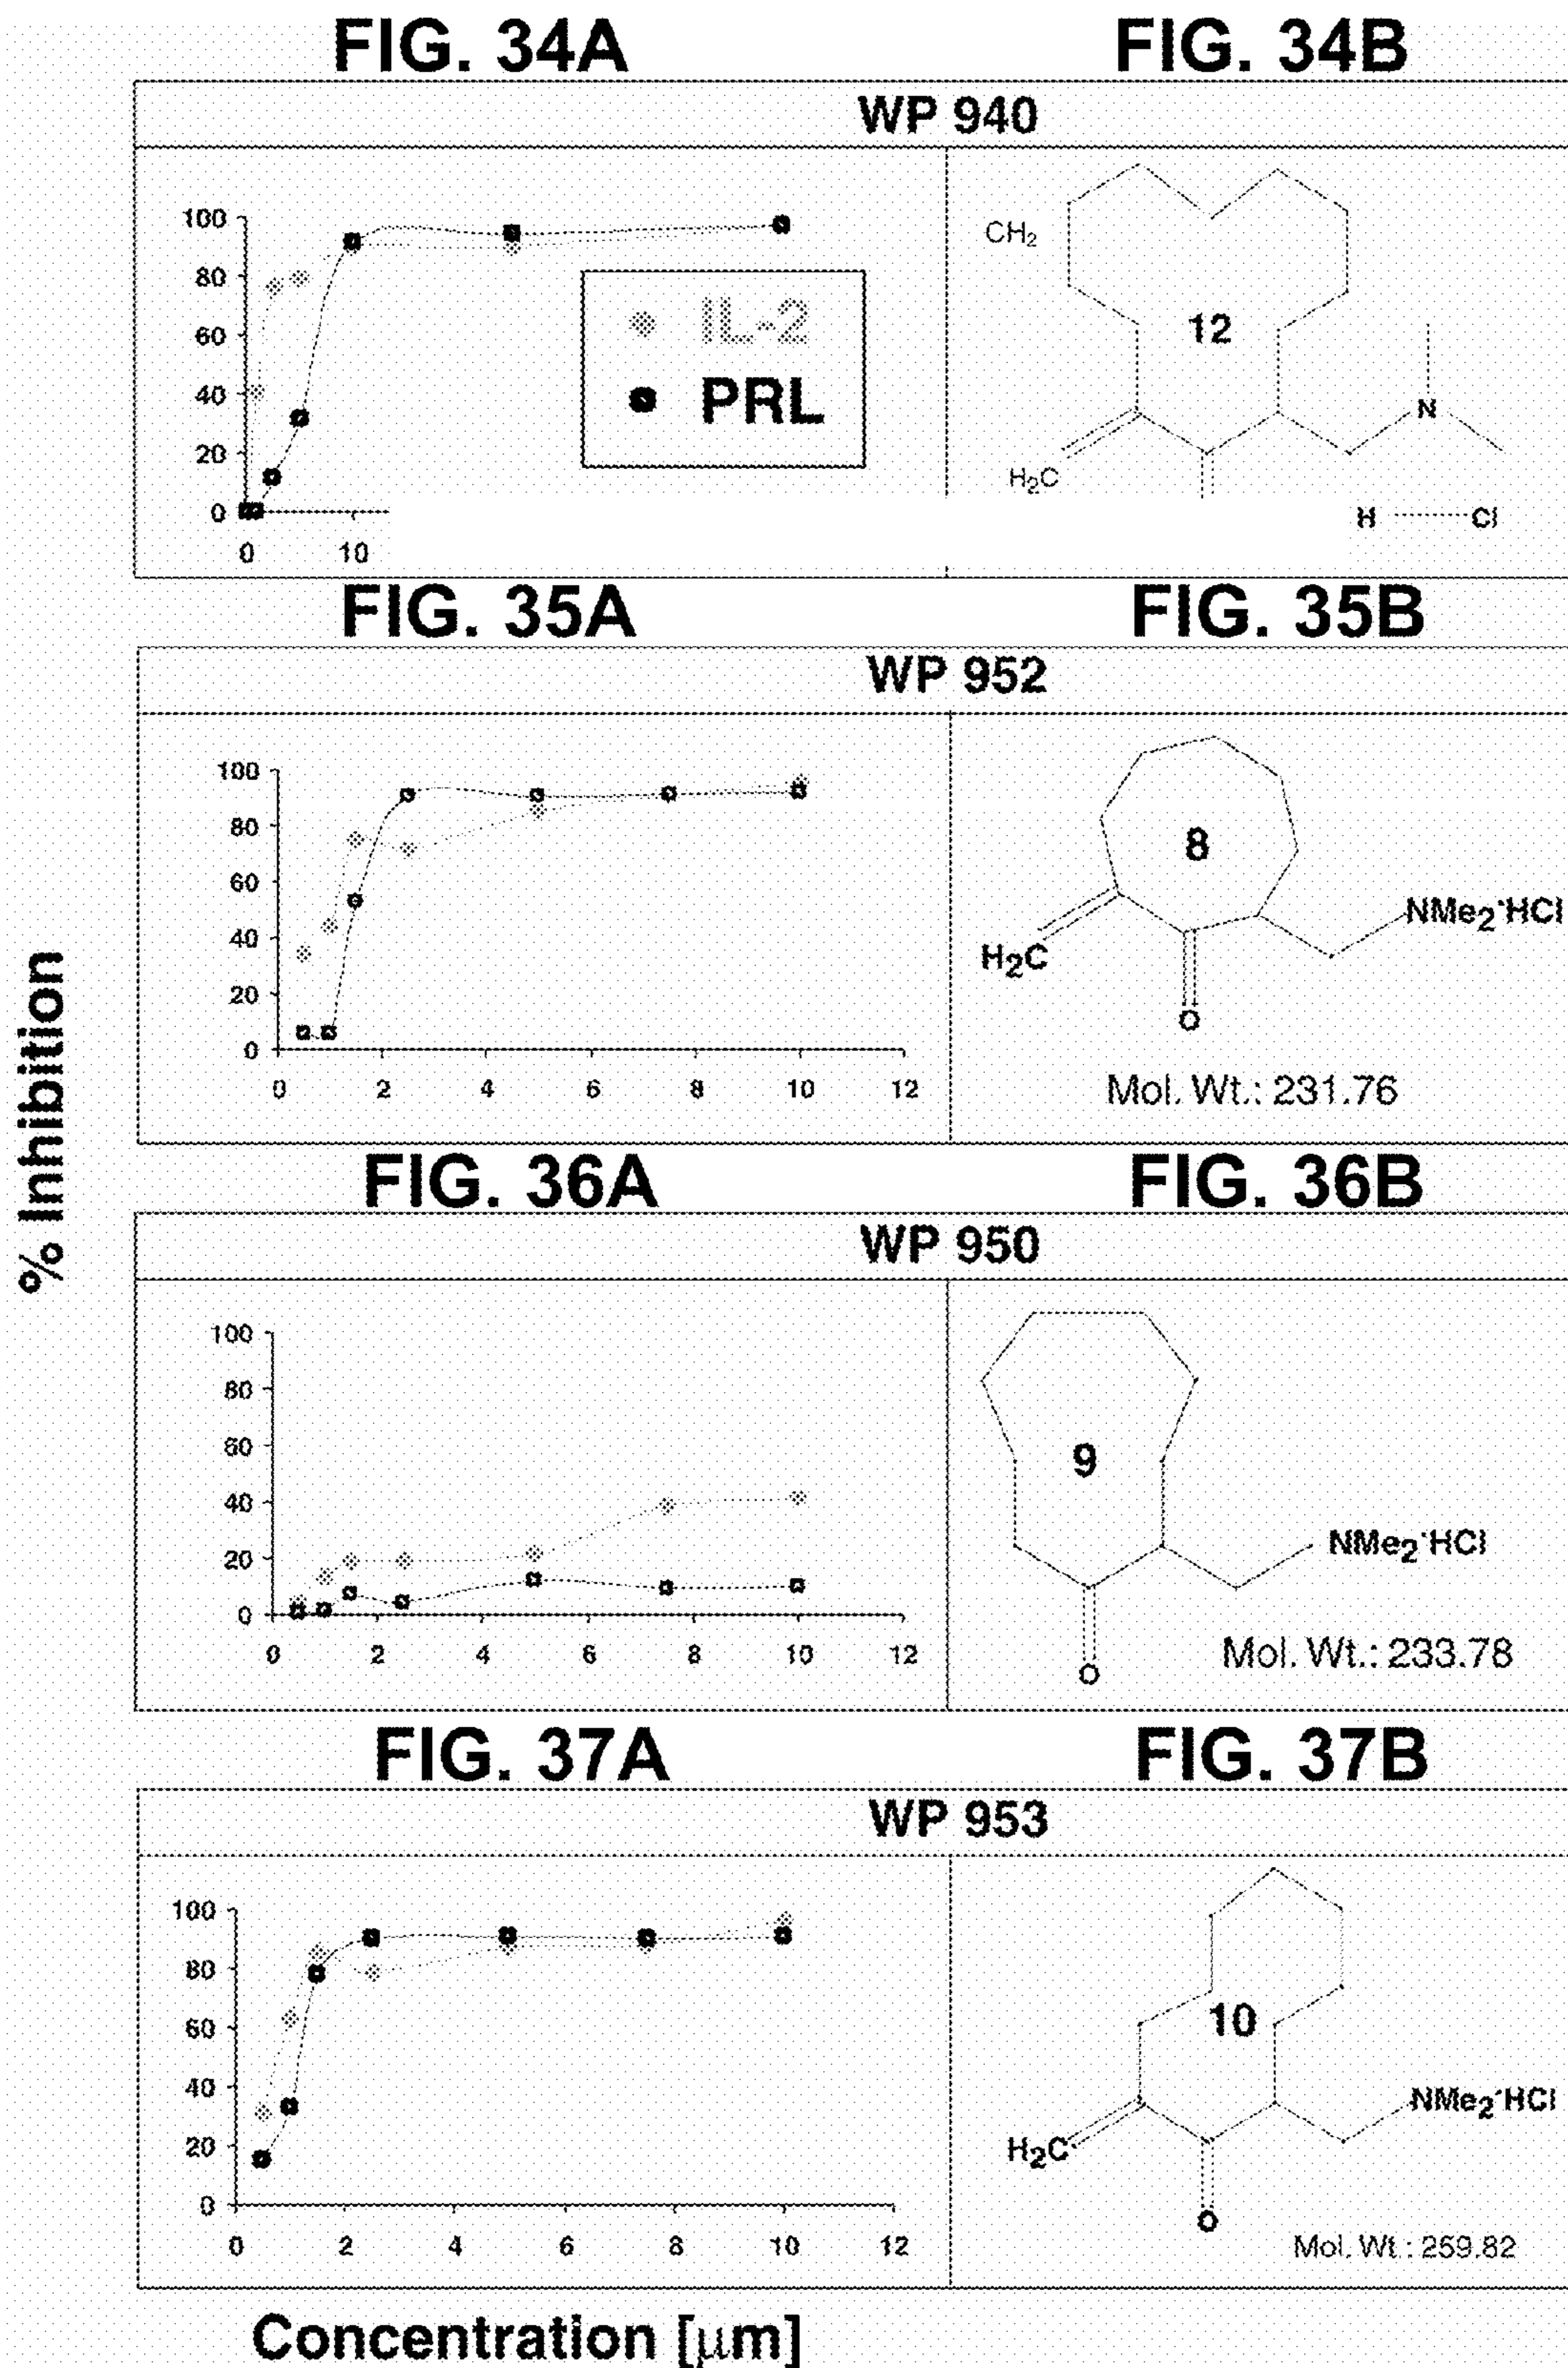 FIG. 34A FIG. 34B
WP 940
100
80
60
40
20
0
0 10
IL-2
PRL
CH2
12
N
H2C
H Cl
FIG. 35A FIG. 35B
WP 952
100
80
60
40
20
0
0 2 4 6 8 10 12
8
NMe2·HCl
H2C
O
Mol. Wt.: 231.76
% Inhibition
FIG. 36A FIG. 36B
WP 950
100
80
60
40
20
0
0 2 4 6 8 10 12
9
NMe2·HCl
O
Mol. Wt.: 233.78
FIG. 37A FIG. 37B
WP 953
100
80
60
40
20
0
0 2 4 6 8 10 12
10
NMe2·HCl
H2C
O
Mol. Wt.: 259.82
Concentration [μm]